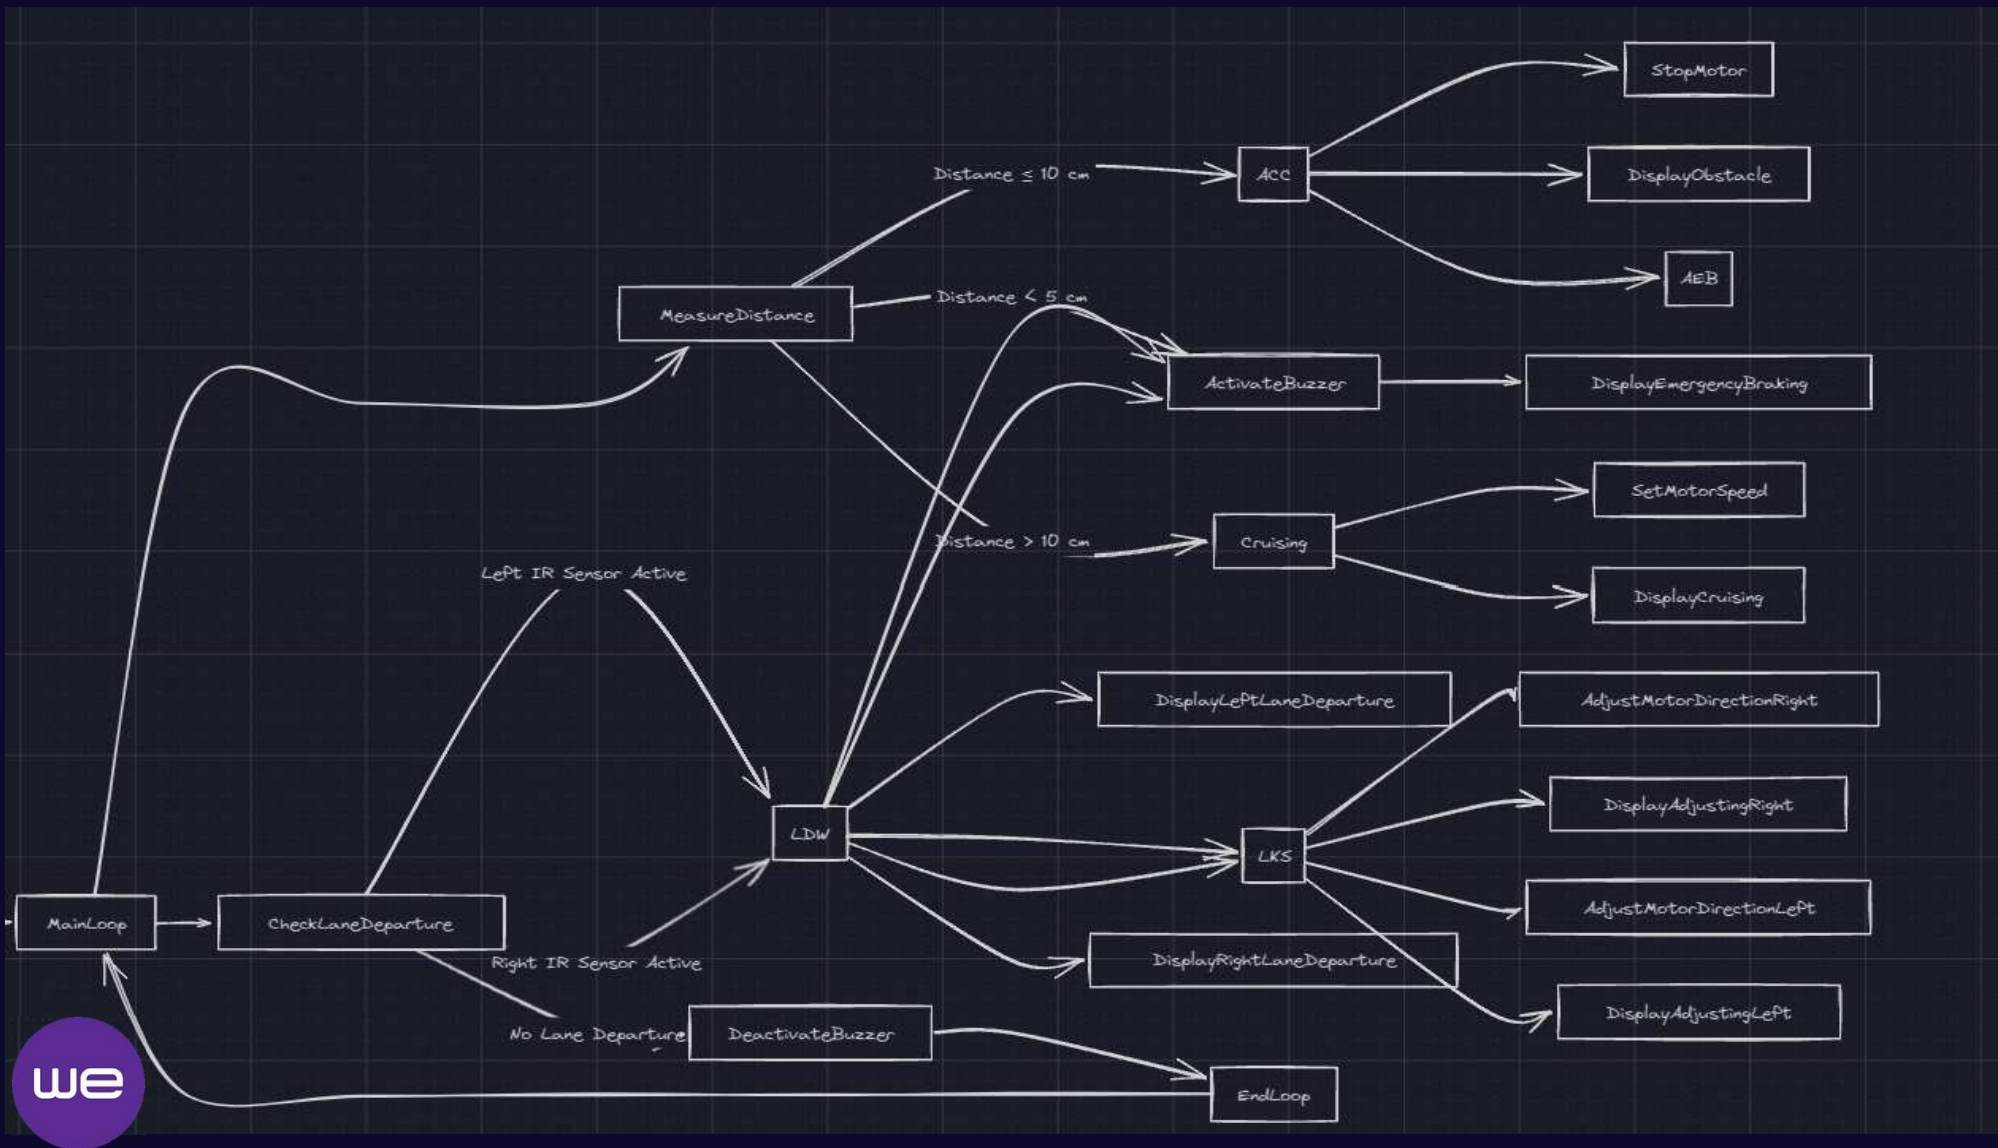 StopMotor
Distance ≤ 10 cm
ACC
DisplayObstacle
AEB
Distance < 5 cm
MeasureDistance
ActivateBuzzer
DisplayEmergencyBraking
SetMotorSpeed
Distance > 10 cm
Cruising
Left IR Sensor Active
DisplayCruising
DisplayLeftLaneDeparture
AdjustMotorDirectionRight
DisplayAdjustingRight
LDW
LKS
AdjustMotorDirectionLeft
MainLoop
CheckLaneDeparture
Right IR Sensor Active
DisplayRightLaneDeparture
DisplayAdjustingLeft
No Lane Departure
DeactivateBuzzer
we
EndLoop